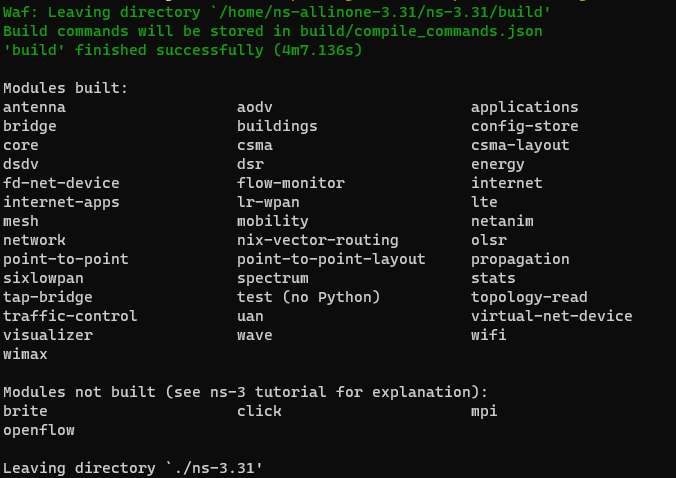 Waf: Leaving directory `/home/ns-allinone-3.31/ns-3.31/build'
Build commands will be stored in build/compile_commands.json
'build' finished successfully (4m7.136s)
Modules built:
antenna aodv applications
bridge buildings config-store
core csma csma-layout
dsdv dsr energy
fd-net-device flow-monitor internet
internet-apps lr-wpan lte
mesh mobility netanim
network nix-vector-routing olsr
point-to-point point-to-point-layout propagation
sixlowpan spectrum stats
tap-bridge test (no Python) topology-read
traffic-control uan virtual-net-device
visualizer wave wifi
wimax
Modules not built (see ns-3 tutorial for explanation):
brite click mpi
openflow
Leaving directory `./ns-3.31'